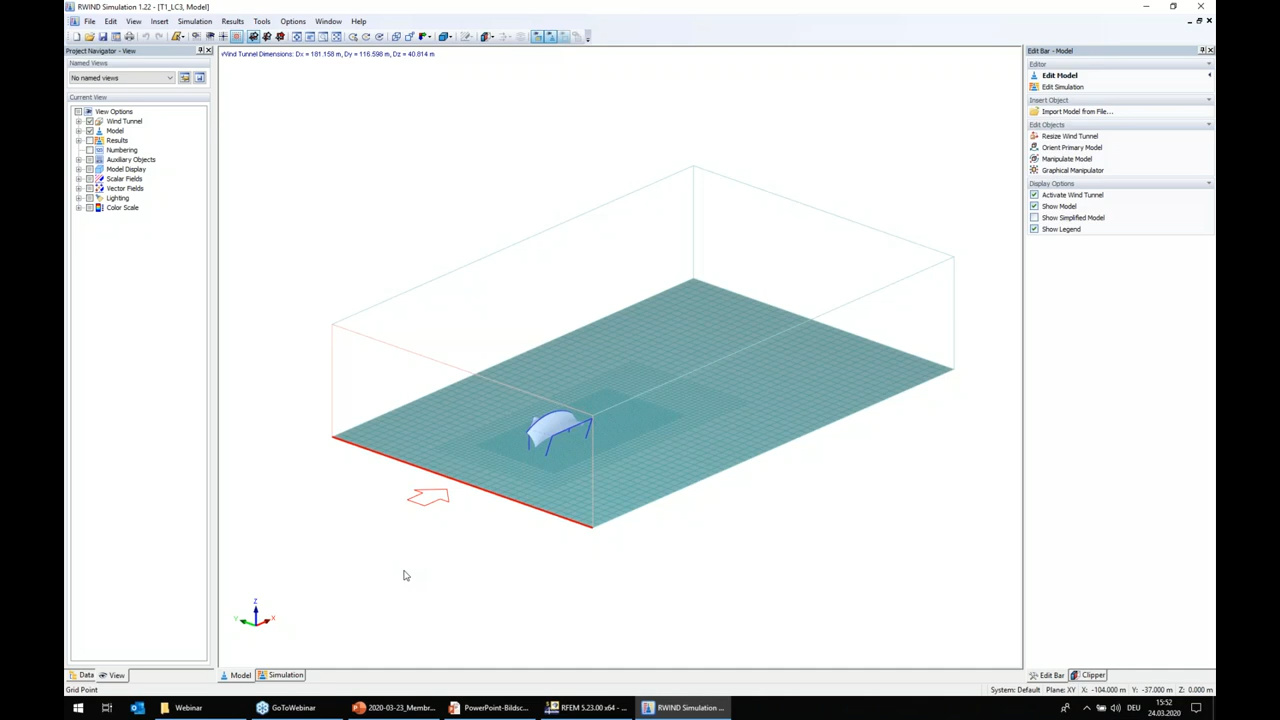 RWIND Simulation 1.22 - [T1_LC3, Model]
File Edit View Insert Simulation Results Tools Options Window Help
Project Navigator - View
Named Views
No named views
Current View
View Options
Wind Tunnel
Model
Results
Numbering
Auxiliary Objects
Model Display
Scalar Fields
Vector Fields
Lighting
Color Scale
Data View
Wind Tunnel Dimensions: Dx = 181.158 m, Dy = 116.598 m, Dz = 40.814 m
Z
Y X
Model Simulation
Edit Bar - Model
Editor
Edit Model
Edit Simulation
Insert Object
Import Model from File...
Edit Objects
Resize Wind Tunnel
Orient Primary Model
Manipulate Model
Graphical Manipulator
Display Options
Activate Wind Tunnel
Show Model
Show Simplified Model
Show Legend
Edit Bar Clipper
Grid Point
System: Default Plane: XY X: -104.000 m Y: -37.000 m Z: 0.000 m
Webinar
GoToWebinar
2020-03-23_Membr...
PowerPoint-Bildsc...
RFEM 5.23.00 x64 - ...
RWIND Simulation ...
DEU
15:52
24.03.2020